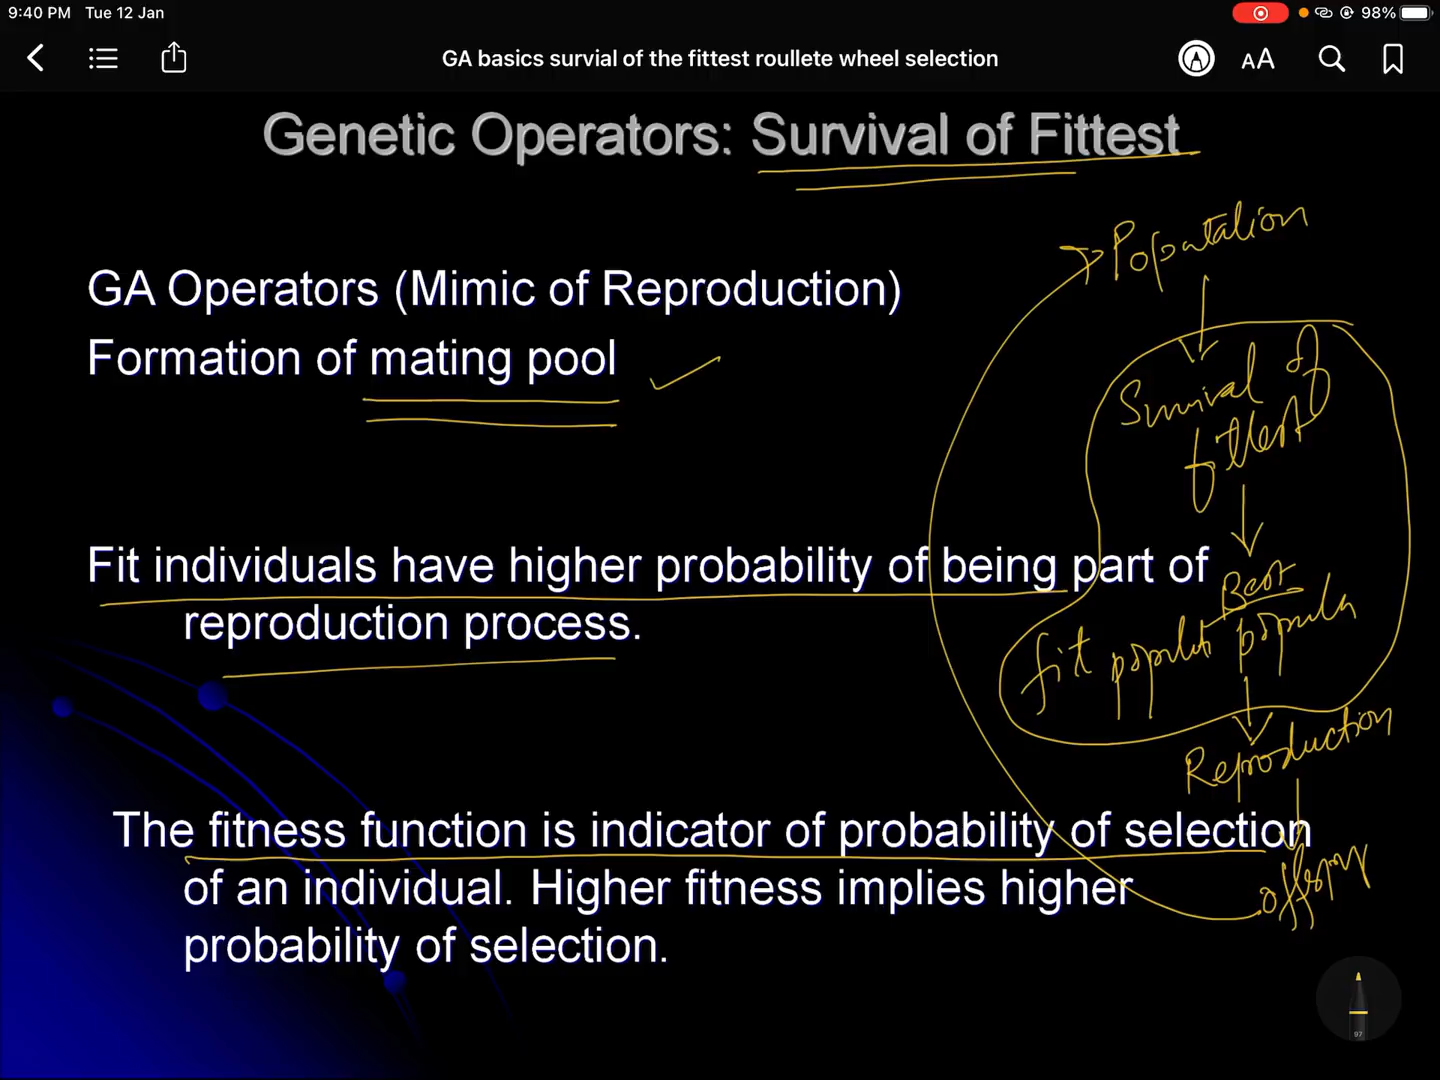 9:40 PM Tue 12 Jan
98%
GA basics survial of the fittest roullete wheel selection
AA
Genetic Operators: Survival of Fittest
GA Operators (Mimic of Reproduction)
Formation of mating pool
Fit individuals have higher probability of being part of
reproduction process.
The fitness function is indicator of probability of selection
of an individual. Higher fitness implies higher
probability of selection.
Population
Survival of
fittest
Best
fit
Reproduction
97